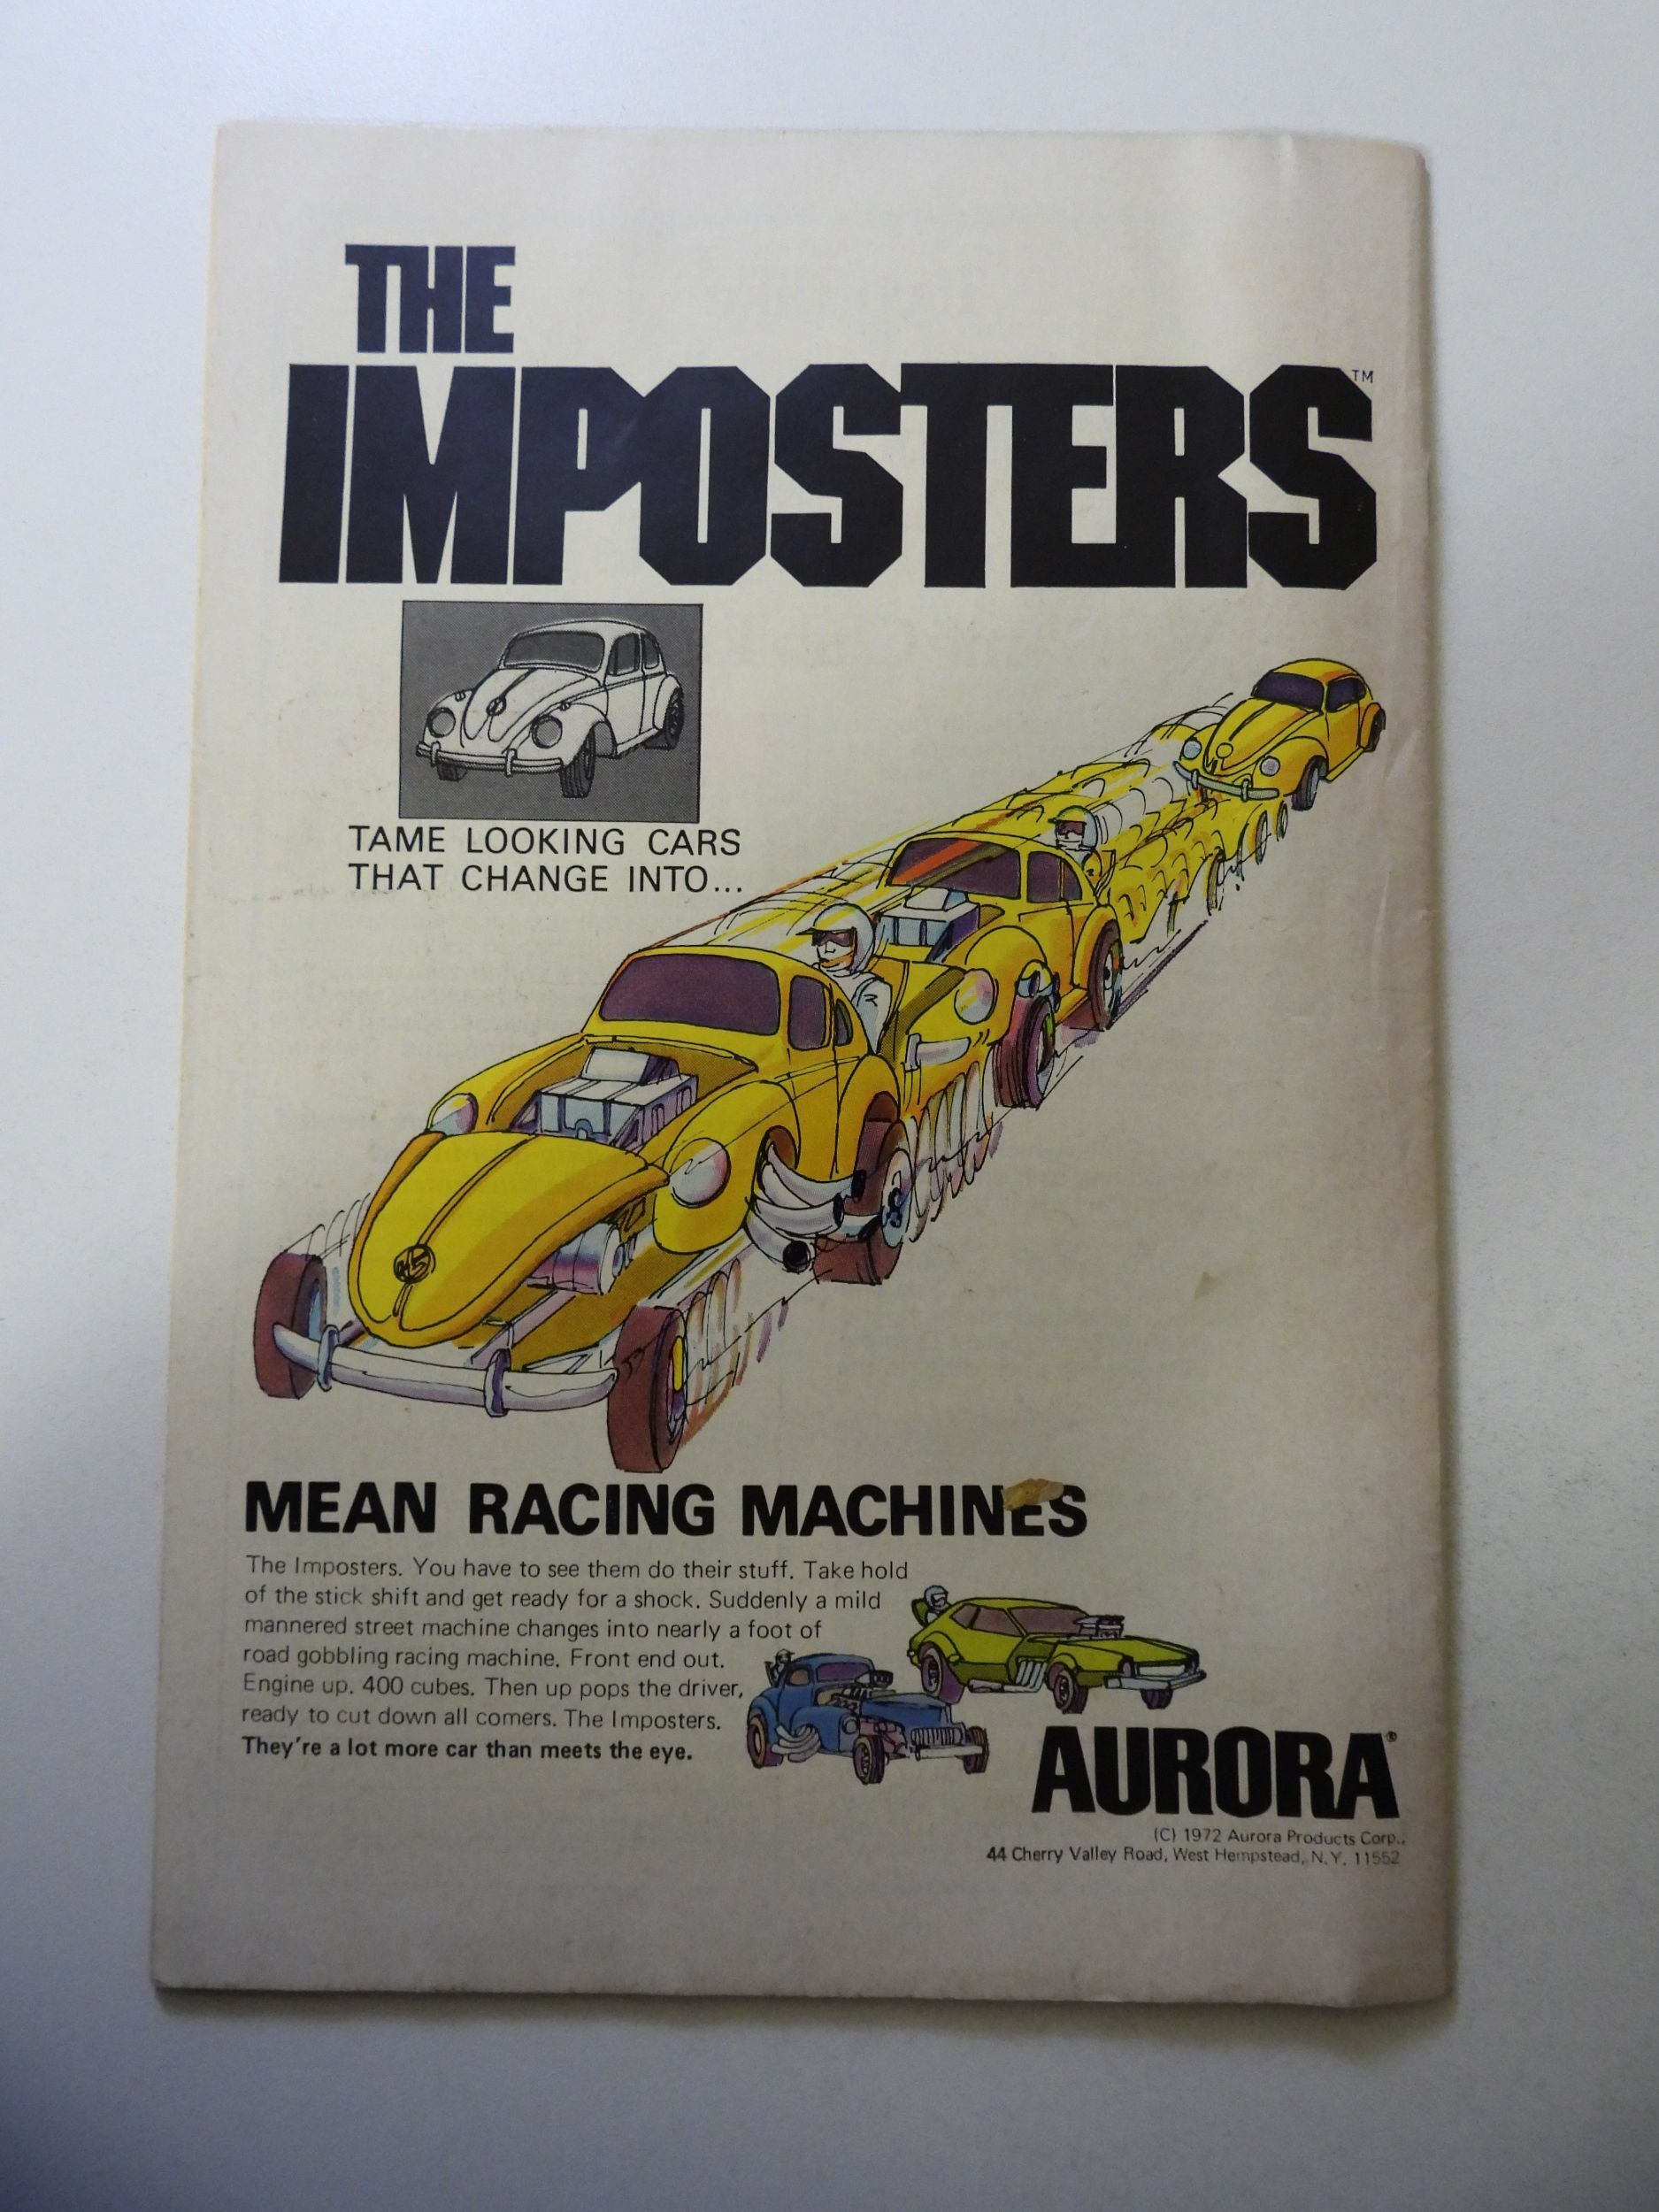 THE
IMPOSTERS™
TAME LOOKING CARS
THAT CHANGE INTO...
MEAN RACING MACHINES
The Imposters. You have to see them do their stuff. Take hold
of the stick shift and get ready for a shock. Suddenly a mild
mannered street machine changes into nearly a foot of
road gobbling racing machine. Front end out.
Engine up. 400 cubes. Then up pops the driver,
ready to cut down all comers. The Imposters.
They're a lot more car than meets the eye.
AURORA®
(C) 1972 Aurora Products Corp.,
44 Cherry Valley Road, West Hempstead, N.Y. 11552